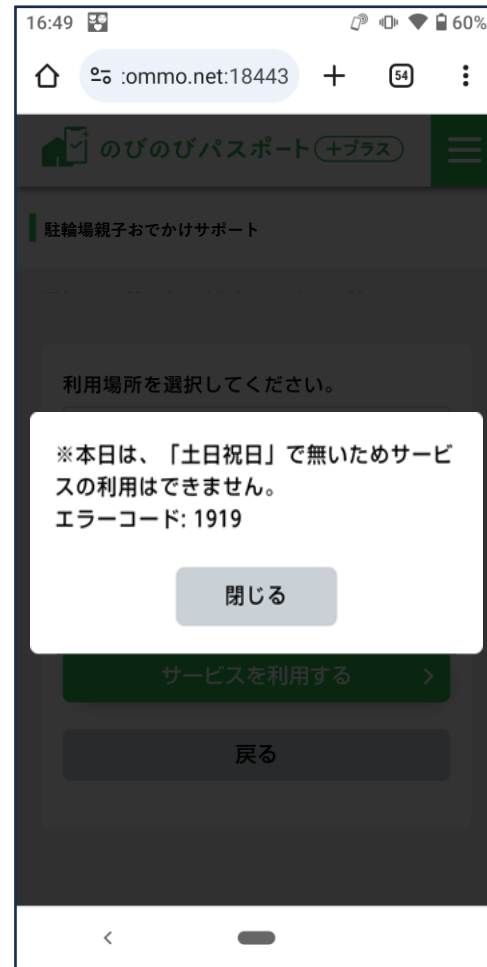 16:49
60%
:ommo.net:18443
54
のびのびパスポート
+プラス
駐輪場親子おでかけサポート
利用場所を選択してください。
※本日は、「土日祝日」で無いためサービ
スの利用はできません。
エラーコード: 1919
閉じる
サービスを利用する
戻る